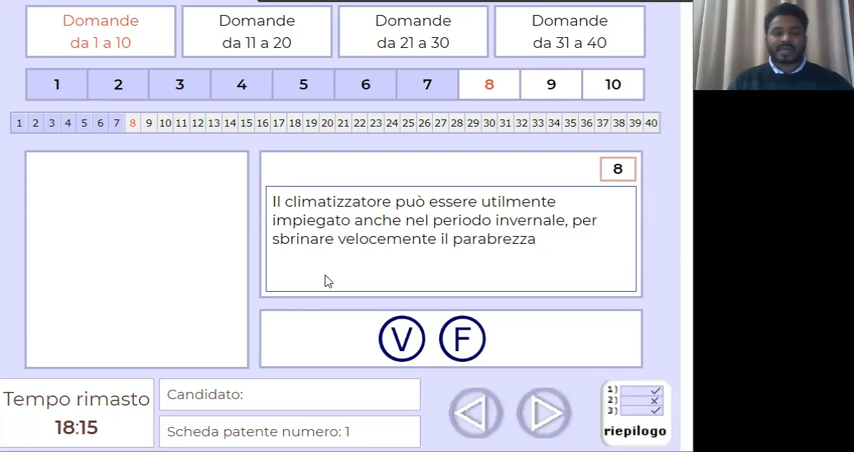 Domande
da 1 a 10
Domande
da 11 a 20
Domande
da 21 a 30
Domande
da 31 a 40
1 2 3 4 5 6 7 8 9 10
1 2 3 4 5 6 7 8 9 10 11 12 13 14 15 16 17 18 19 20 21 22 23 24 25 26 27 28 29 30 31 32 33 34 35 36 37 38 39 40
8
Il climatizzatore può essere utilmente
impiegato anche nel periodo invernale, per
sbrinare velocemente il parabrezza
V F
Tempo rimasto
18:15
Candidato:
Scheda patente numero: 1
1)
2)
3)
riepilogo